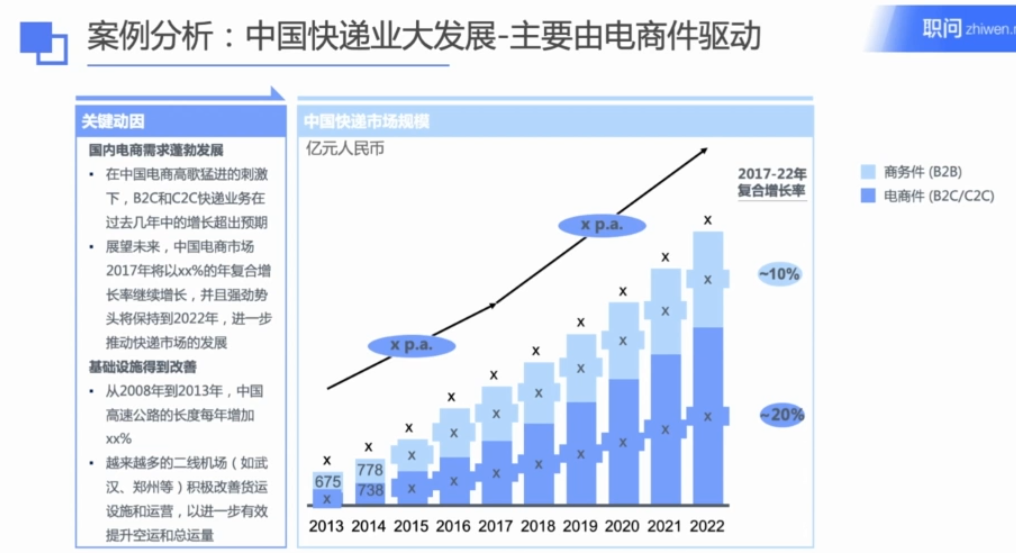 案例分析：中国快递业大发展-主要由电商件驱动
职问 zhiwen.
关键动因
国内电商需求蓬勃发展
• 在中国电商高歌猛进的刺激
下，B2C和C2C快递业务在
过去几年中的增长超出预期
• 展望未来，中国电商市场
2017年将以xx%的年复合增
长率继续增长，并且强劲势
头将保持到2022年，进一步
推动快递市场的发展
基础设施得到改善
• 从2008年到2013年，中国
高速公路的长度每年增加
xx%
• 越来越多的二线机场（如武
汉、郑州等）积极改善货运
设施和运营，以进一步有效
提升空运和总运量
中国快递市场规模
亿元人民币
2017-22年
复合增长率
x p.a.
x p.a.
x x x x x x x x x x
675 778 x x x x x x x x
x 738 x x x x x x x x
~10%
~20%
2013 2014 2015 2016 2017 2018 2019 2020 2021 2022
商务件 (B2B)
电商件 (B2C/C2C)